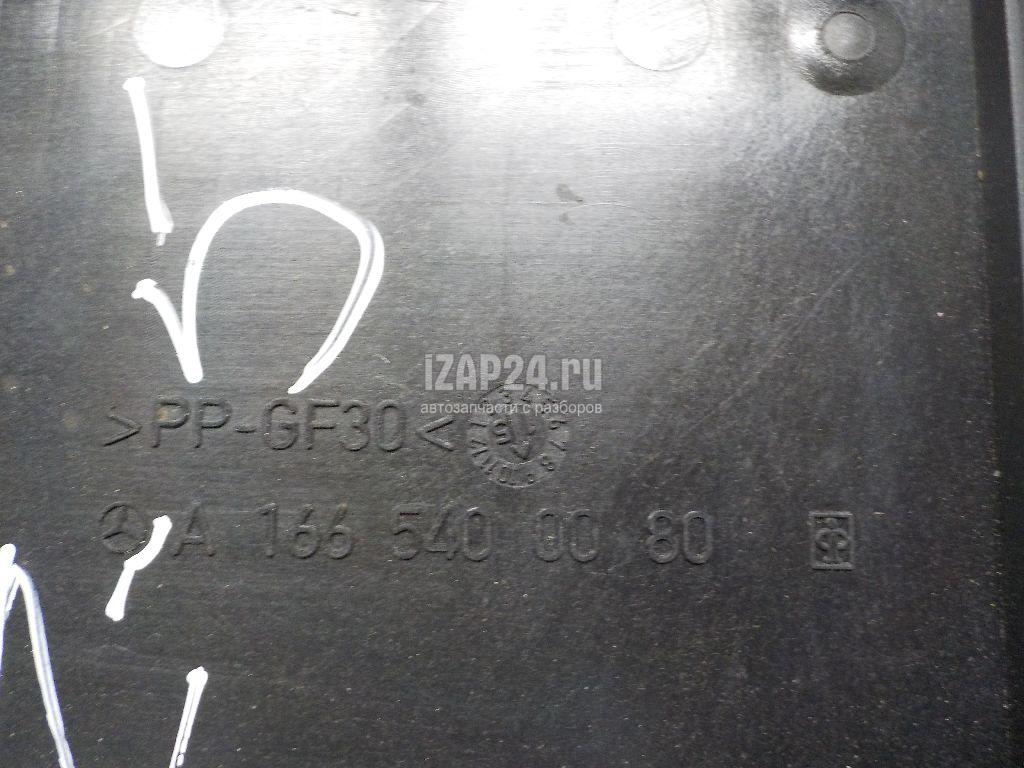 iZAP24.ru
автозапчасти с разборов
>PP-GF30<
A 166 540 00 80